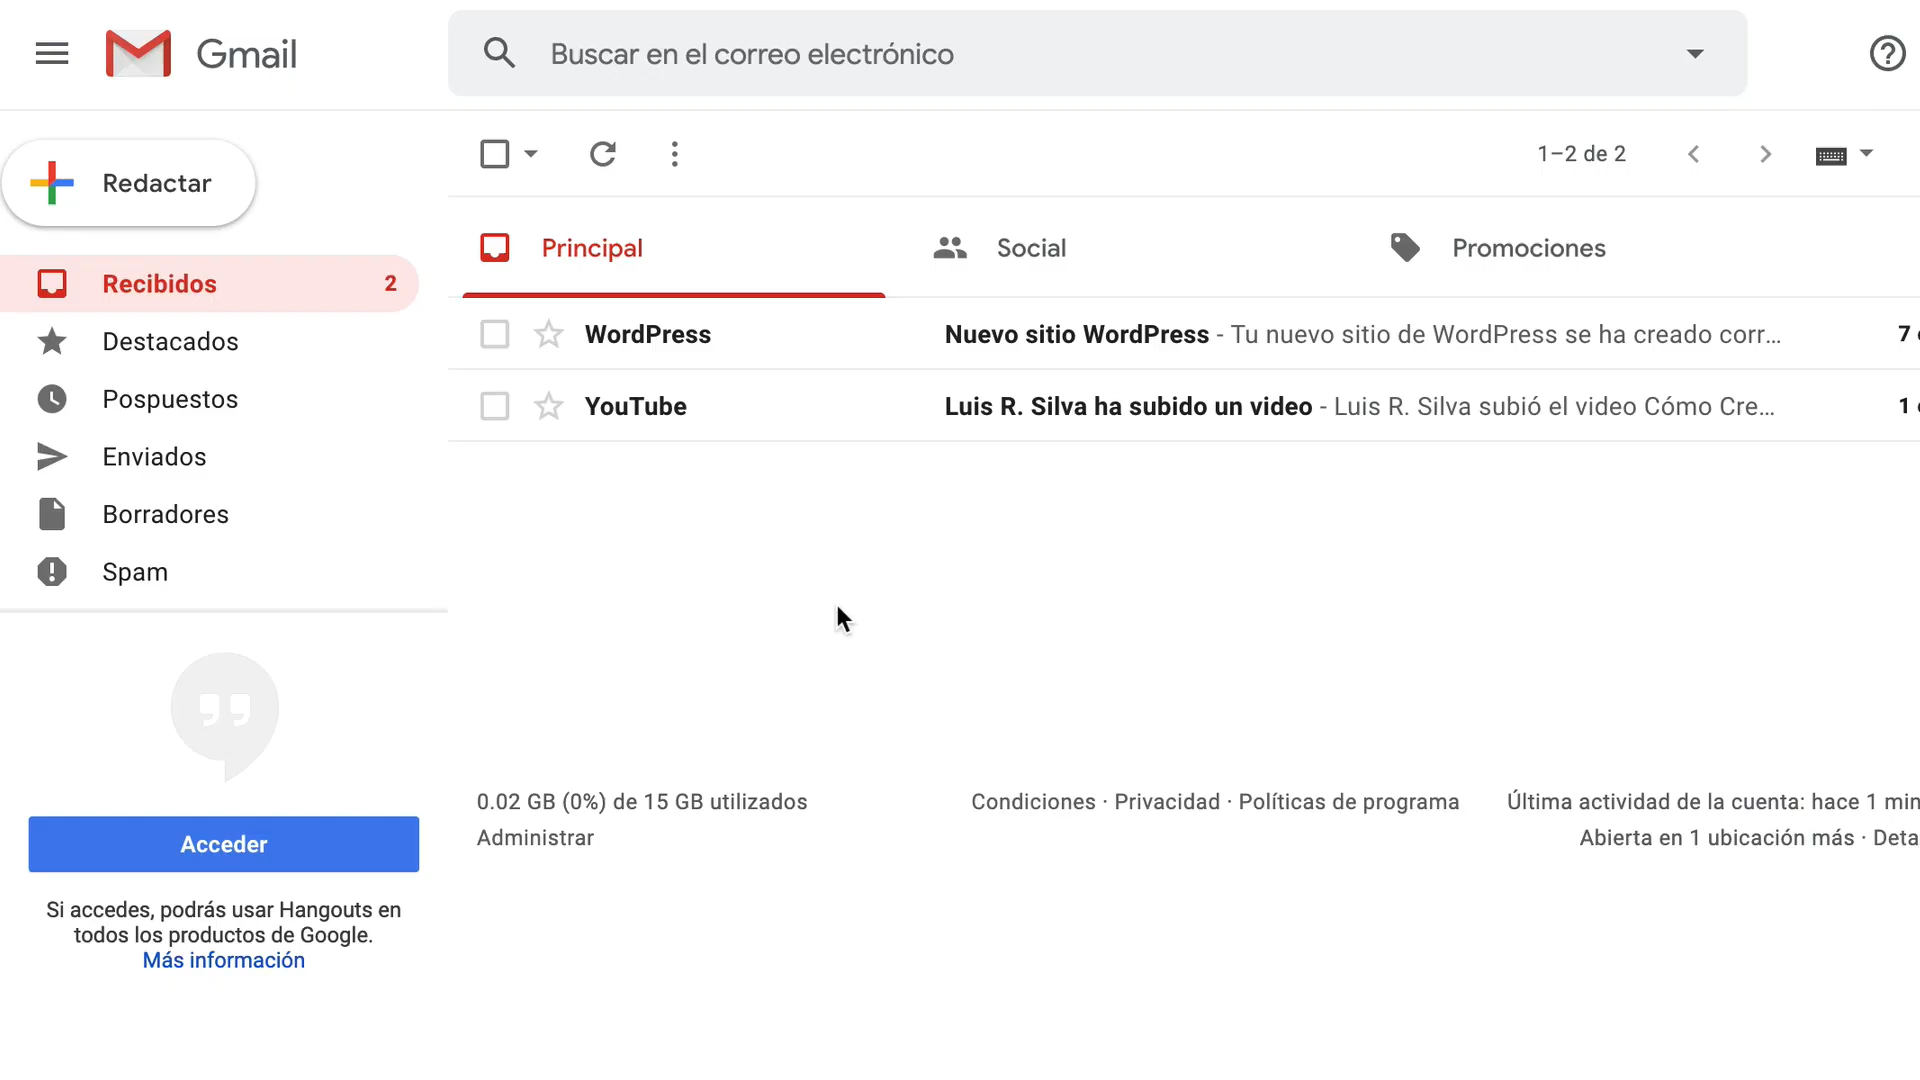 Gmail
Buscar en el correo electrónico
Redactar
1–2 de 2
Principal
Social
Promociones
Recibidos 2
Destacados
Pospuestos
Enviados
Borradores
Spam
WordPress Nuevo sitio WordPress - Tu nuevo sitio de WordPress se ha creado corr... 7
YouTube Luis R. Silva ha subido un video - Luis R. Silva subió el video Cómo Cre... 1
Acceder
Si accedes, podrás usar Hangouts en
todos los productos de Google.
Más información
0.02 GB (0%) de 15 GB utilizados
Administrar
Condiciones · Privacidad · Políticas de programa
Última actividad de la cuenta: hace 1 min
Abierta en 1 ubicación más · Deta